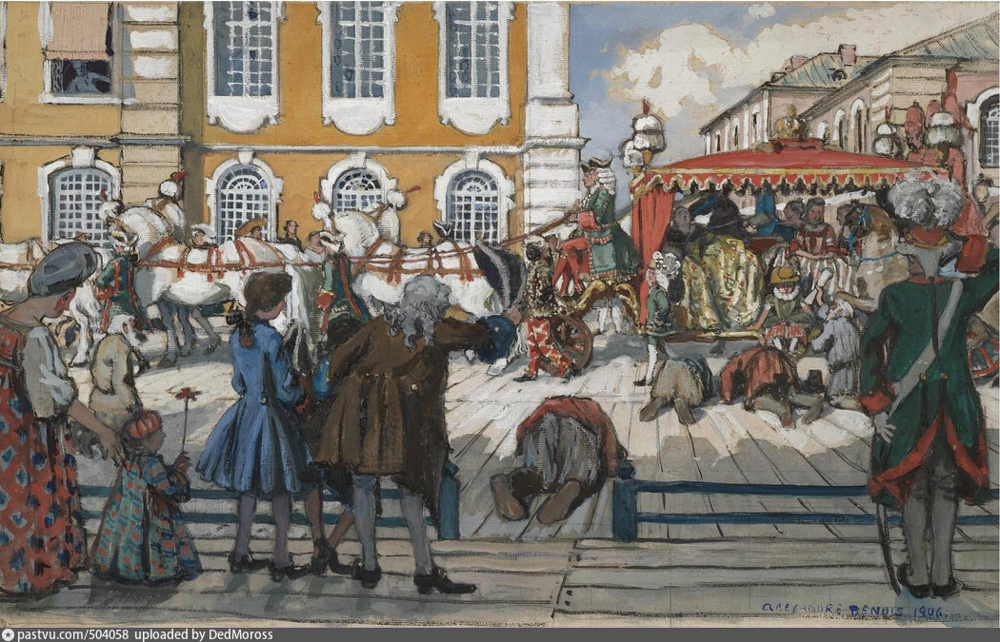 ALEXANDRE BENOIS 1906.
pastvu.com/504058 uploaded by DedMoross